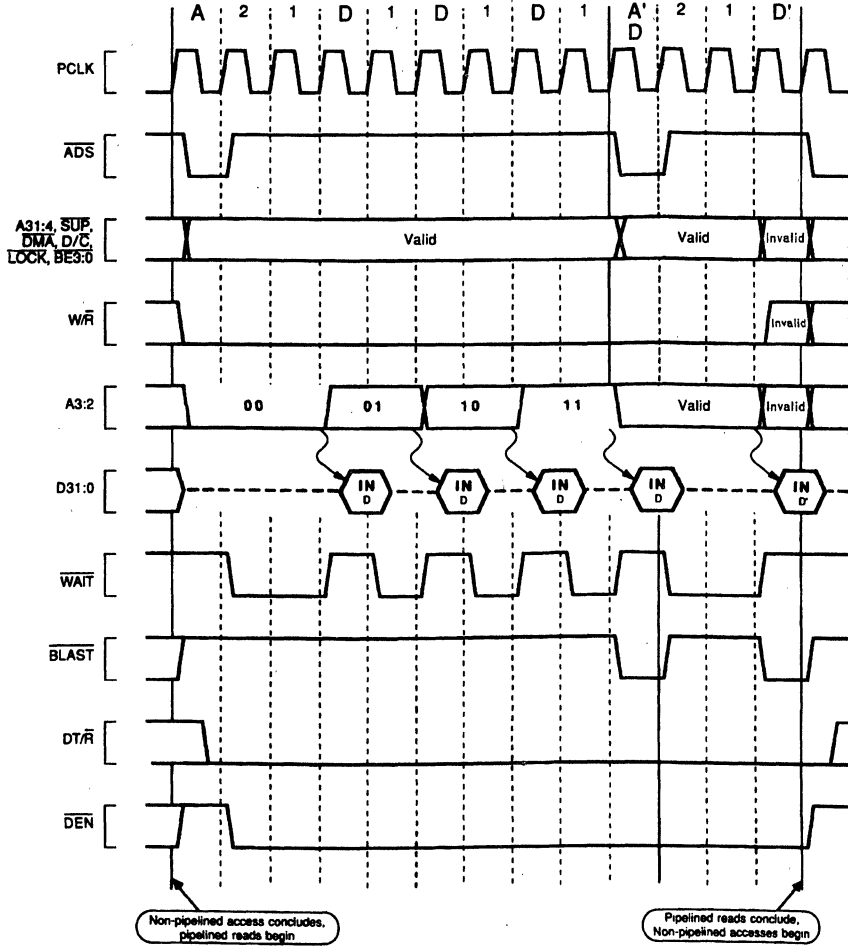 A 2 1 D 1 D 1 D 1 A' 2 1 D'
D
PCLK
ADS
A31:4, SUP,
DMA, D/C,
LOCK, BE3:0
Valid Valid Invalid
W/R
Invalid
A3:2
00 01 10 11 Valid Invalid
D31:0
IN IN IN IN IN
D D D D D'
WAIT
BLAST
DT/R
DEN
Non-pipelined access concludes,
pipelined reads begin
Pipelined reads conclude,
Non-pipelined accesses begin